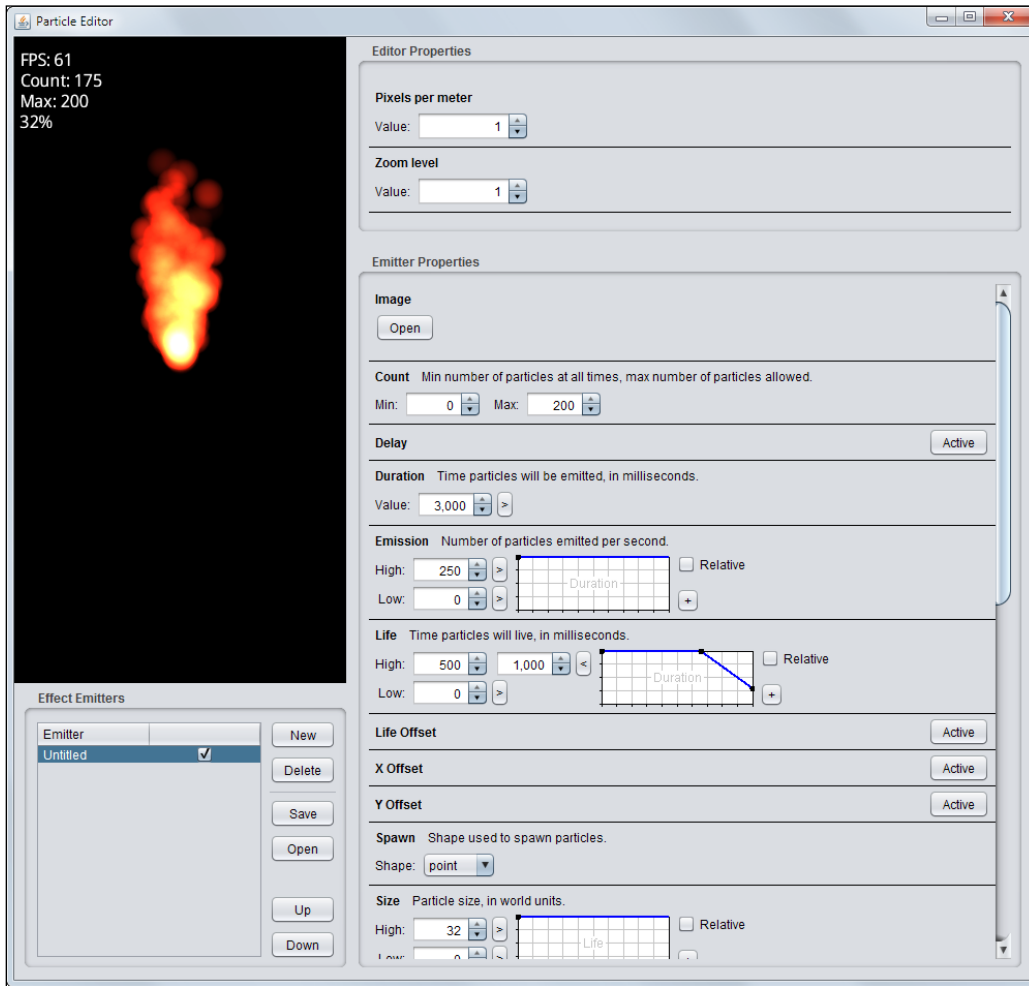 Particle Editor
FPS: 61
Count: 175
Max: 200
32%
Editor Properties
Pixels per meter
Value: 1
Zoom level
Value: 1
Emitter Properties
Image
Open
Count Min number of particles at all times, max number of particles allowed.
Min: 0 Max: 200
Delay Active
Duration Time particles will be emitted, in milliseconds.
Value: 3,000 >
Emission Number of particles emitted per second.
High: 250 > Duration Relative
Low: 0 > +
Life Time particles will live, in milliseconds.
High: 500 1,000 < Duration Relative
Low: 0 > +
Life Offset Active
X Offset Active
Y Offset Active
Spawn Shape used to spawn particles.
Shape: point
Size Particle size, in world units.
High: 32 > Life Relative
Low: 0 > +
Effect Emitters
Emitter
Untitled
New
Delete
Save
Open
Up
Down